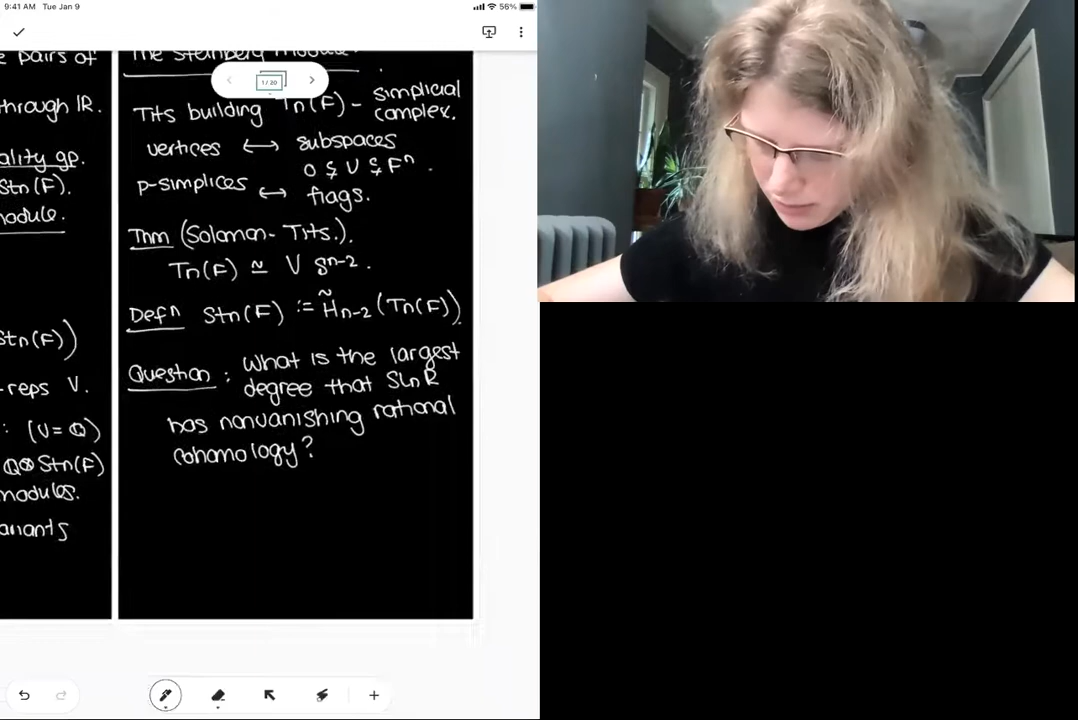 9:41 AM Tue Jan 9
56%
1 / 20
e pairs of
through IR.
ality gp.
Stn(F).
module.
Stn(F))
-reps V.
: (V=Q)
Q⊗Stn(F)
modules.
ariants
The Steinberg Module.
Tits building Tn(F) - simplicial
complex.
vertices ⟷ subspaces
0 ⊊ V ⊊ Fⁿ.
p-simplices ⟷ flags.
Thm (Solomon-Tits.).
Tn(F) ≃ V Sⁿ⁻².
Defⁿ Stn(F) := H̃n-2 (Tn(F)).
Question: What is the largest
degree that SLnR
has nonvanishing rational
cohomology?